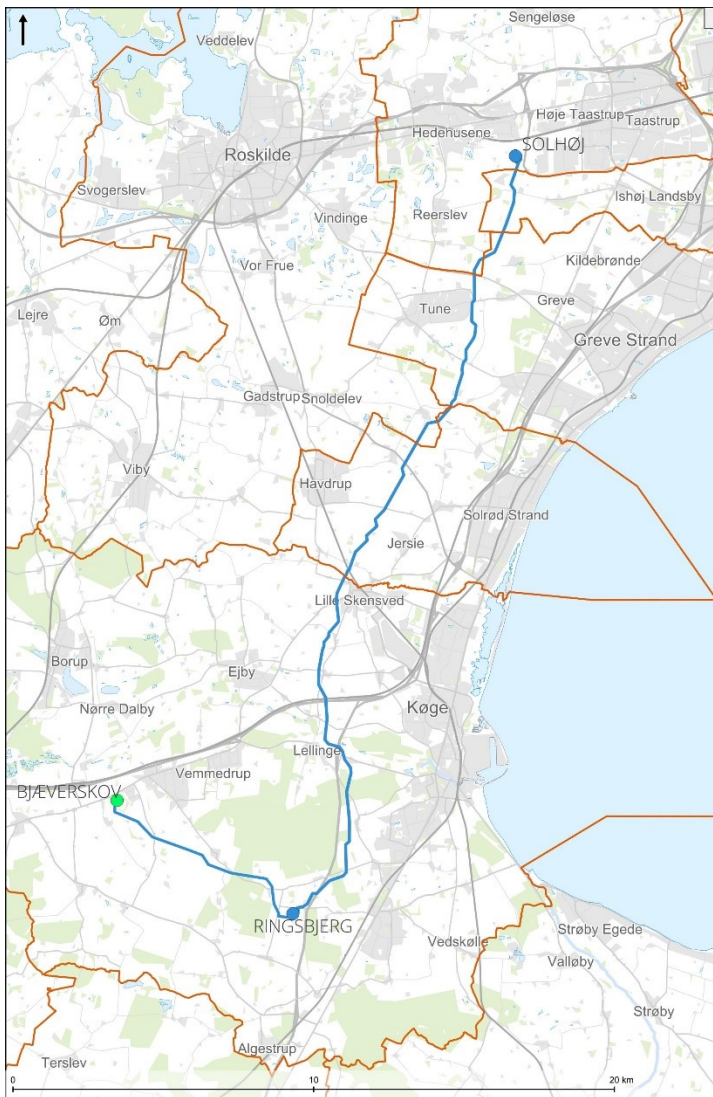 Sengeløse
Veddelev
Høje Taastrup
Taastrup
Hedehusene
SOLHØJ
Roskilde
Svogerslev
Ishøj Landsby
Vindinge
Reerslev
Vor Frue
Kildebrønde
Lejre
Øm
Tune
Greve
Greve Strand
Gadstrup
Snoldelev
Viby
Havdrup
Solrød Strand
Jersie
Lille Skensved
Borup
Ejby
Nørre Dalby
Køge
Lellinge
Vemmedrup
BJÆVERSKOV
RINGSBJERG
Strøby Egede
Vedskølle
Valløby
Strøby
Algestrup
Terslev
0 10 20 km